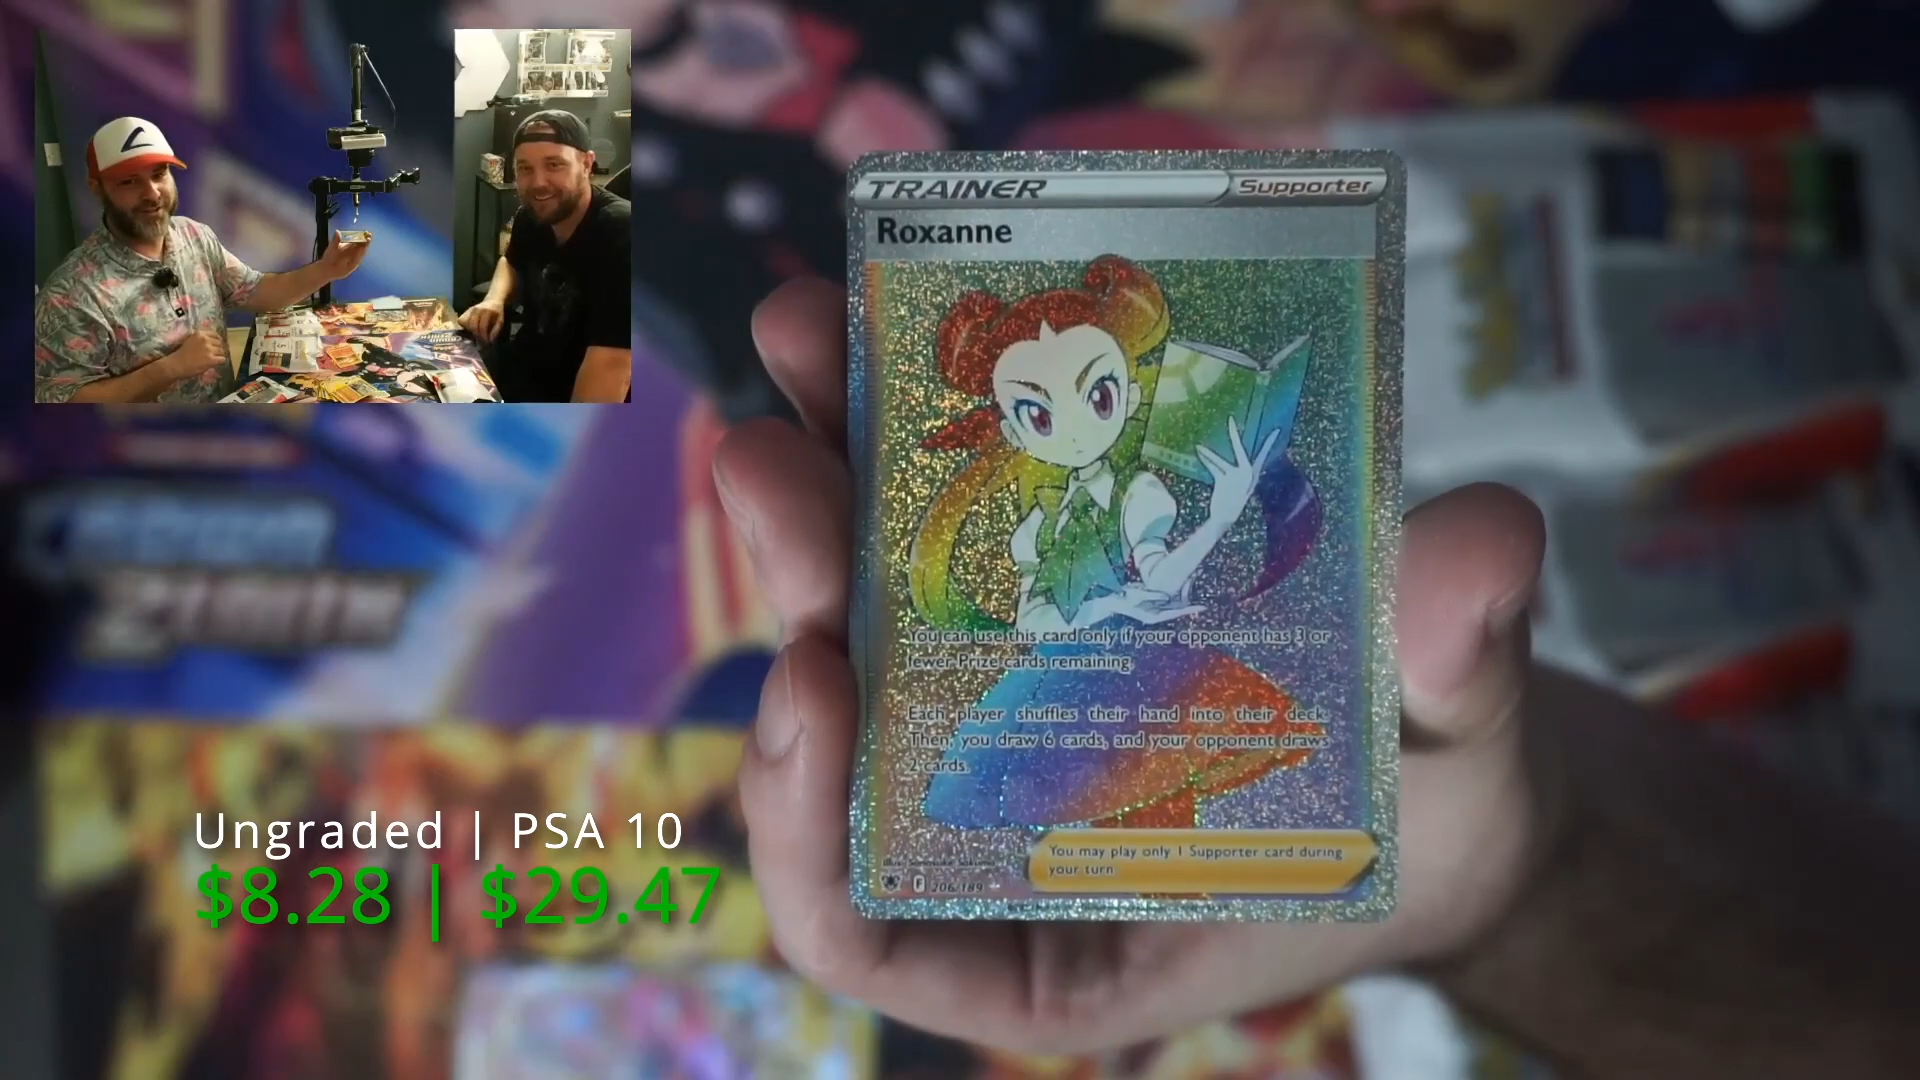 TRAINER
Supporter
Roxanne
You can use this card only if your opponent has 3 or
fewer Prize cards remaining.
Each player shuffles their hand into their deck.
Then, you draw 6 cards, and your opponent draws
2 cards.
You may play only 1 Supporter card during
your turn.
F 206/189
Ungraded | PSA 10
$8.28 | $29.47